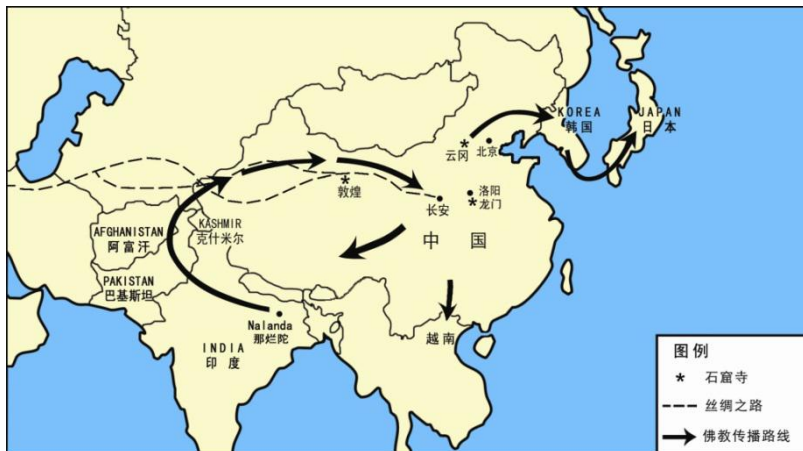 KOREA
韩国
JAPAN
日 本
云冈
北京
敦煌
洛阳
龙门
长安
KASHMIR
克什米尔
AFGHANISTAN
阿富汗
中 国
PAKISTAN
巴基斯坦
Nalanda
那烂陀
INDIA
印 度
越南
图例
石窟寺
丝绸之路
佛教传播路线